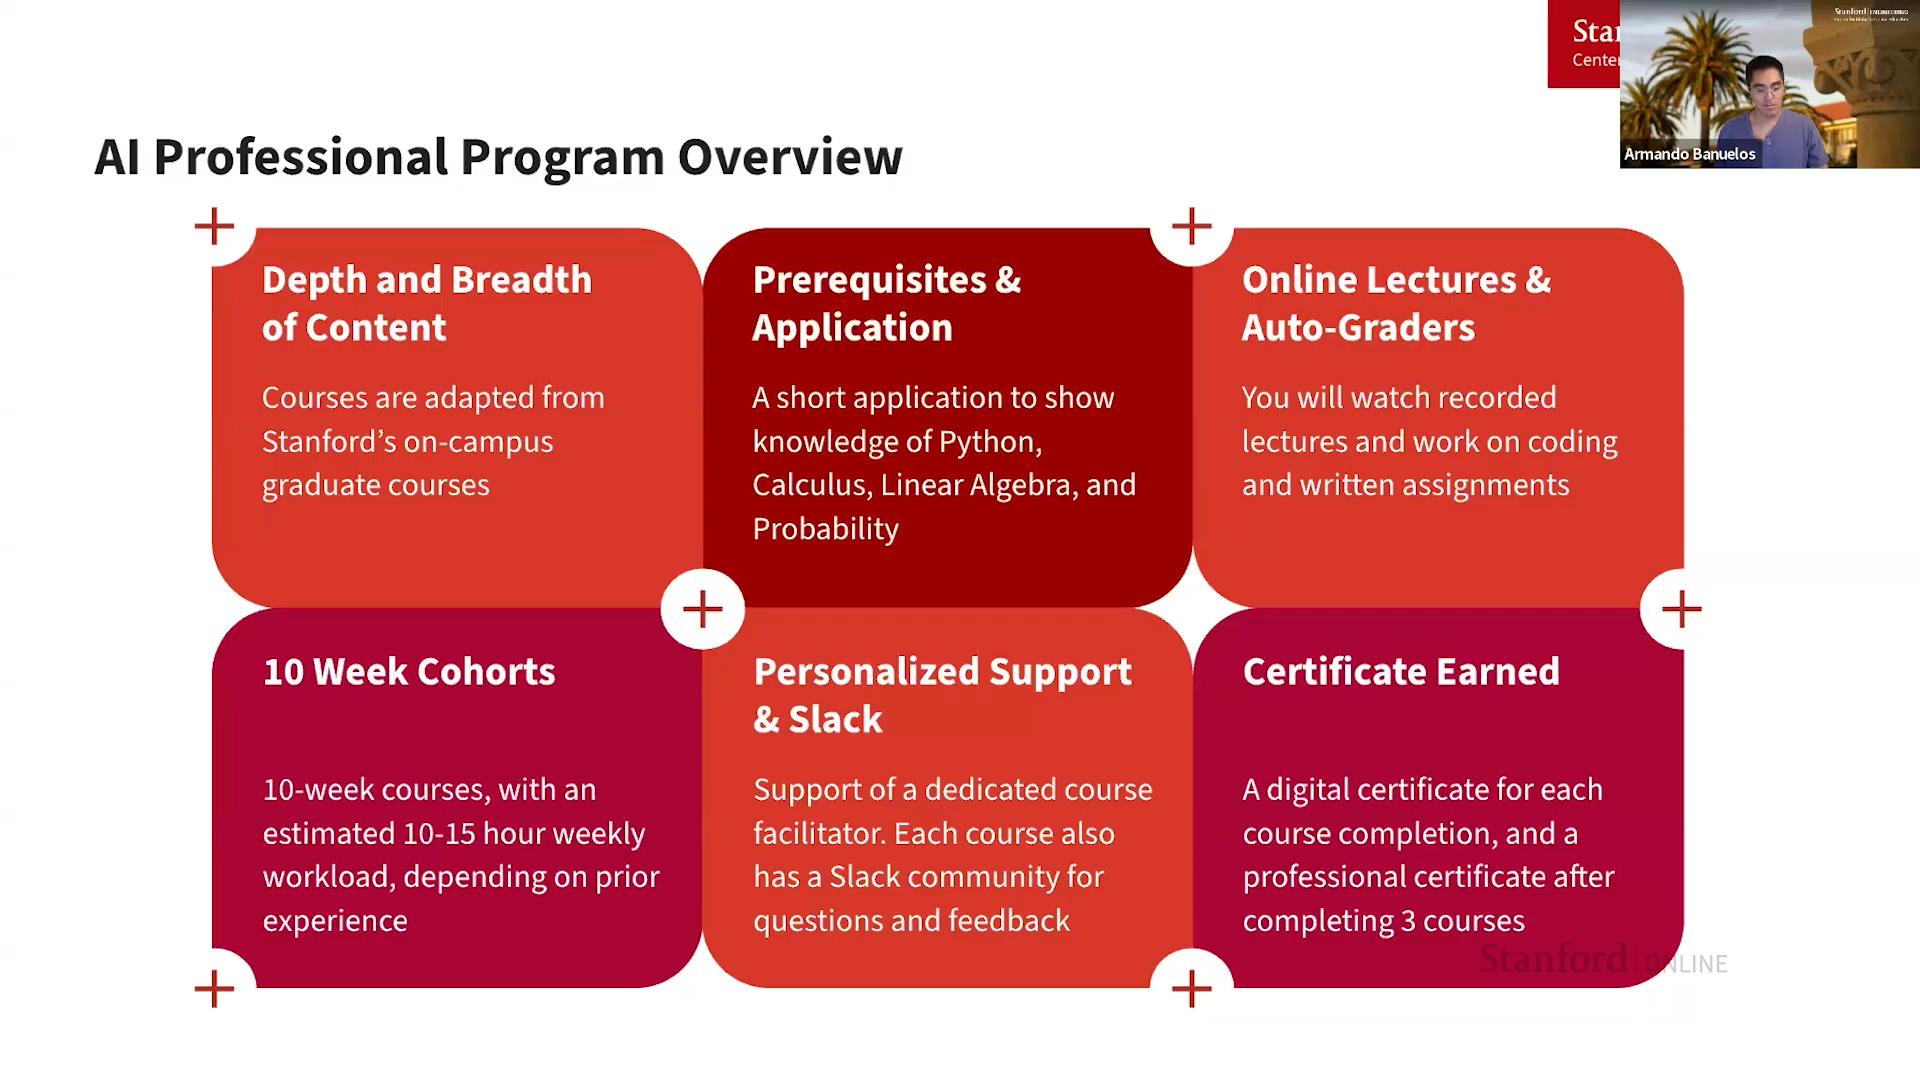 Stanford | ENGINEERING
Star
Center
Armando Banuelos
AI Professional Program Overview
Depth and Breadth
of Content
Courses are adapted from
Stanford’s on-campus
graduate courses
Prerequisites &
Application
A short application to show
knowledge of Python,
Calculus, Linear Algebra, and
Probability
Online Lectures &
Auto-Graders
You will watch recorded
lectures and work on coding
and written assignments
10 Week Cohorts
10-week courses, with an
estimated 10-15 hour weekly
workload, depending on prior
experience
Personalized Support
& Slack
Support of a dedicated course
facilitator. Each course also
has a Slack community for
questions and feedback
Certificate Earned
A digital certificate for each
course completion, and a
professional certificate after
completing 3 courses
Stanford | ONLINE